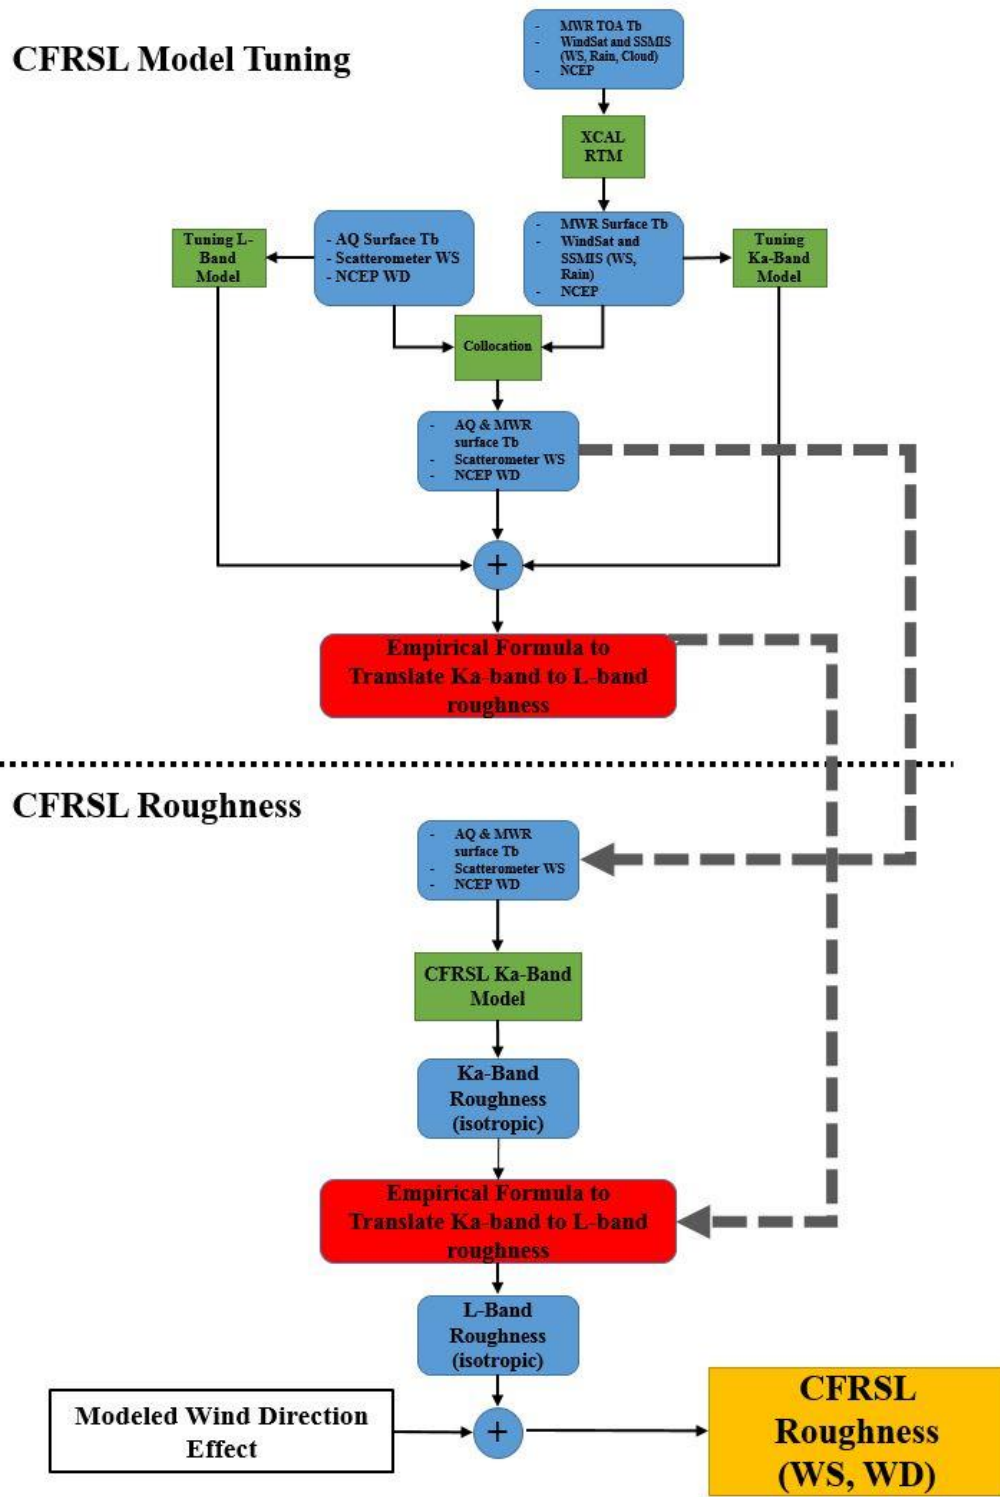 CFRSL Model Tuning
- MWR TOA Tb
- WindSat and SSMIS
(WS, Rain, Cloud)
- NCEP
XCAL
RTM
Tuning L-
Band
Model
- AQ Surface Tb
- Scatterometer WS
- NCEP WD
- MWR Surface Tb
- WindSat and
SSMIS (WS,
Rain)
- NCEP
Tuning
Ka-Band
Model
Collocation
- AQ & MWR
surface Tb
- Scatterometer WS
- NCEP WD
+
Empirical Formula to
Translate Ka-band to L-band
roughness
CFRSL Roughness
- AQ & MWR
surface Tb
- Scatterometer WS
- NCEP WD
CFRSL Ka-Band
Model
Ka-Band
Roughness
(isotropic)
Empirical Formula to
Translate Ka-band to L-band
roughness
L-Band
Roughness
(isotropic)
Modeled Wind Direction
Effect
+
CFRSL
Roughness
(WS, WD)